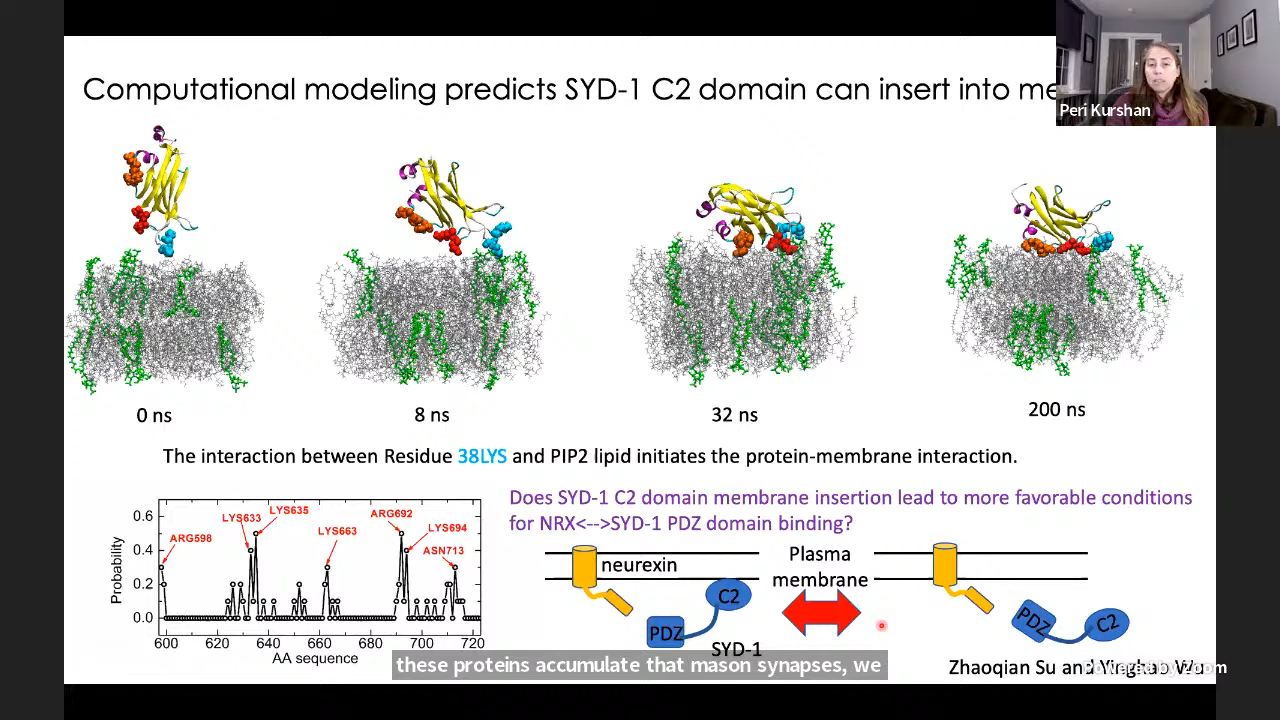 Computational modeling predicts SYD-1 C2 domain can insert into me
Peri Kurshan
0 ns
8 ns
32 ns
200 ns
The interaction between Residue 38LYS and PIP2 lipid initiates the protein-membrane interaction.
Probability
0.6
0.4
0.2
0.0
ARG598
LYS633
LYS635
LYS663
ARG692
LYS694
ASN713
600
620
640
660
680
700
720
AA sequence
Does SYD-1 C2 domain membrane insertion lead to more favorable conditions
for NRX<-->SYD-1 PDZ domain binding?
neurexin
Plasma
membrane
C2
PDZ
SYD-1
PDZ
C2
these proteins accumulate that mason synapses, we
Zhaoqian Su and
Powered by Zoom